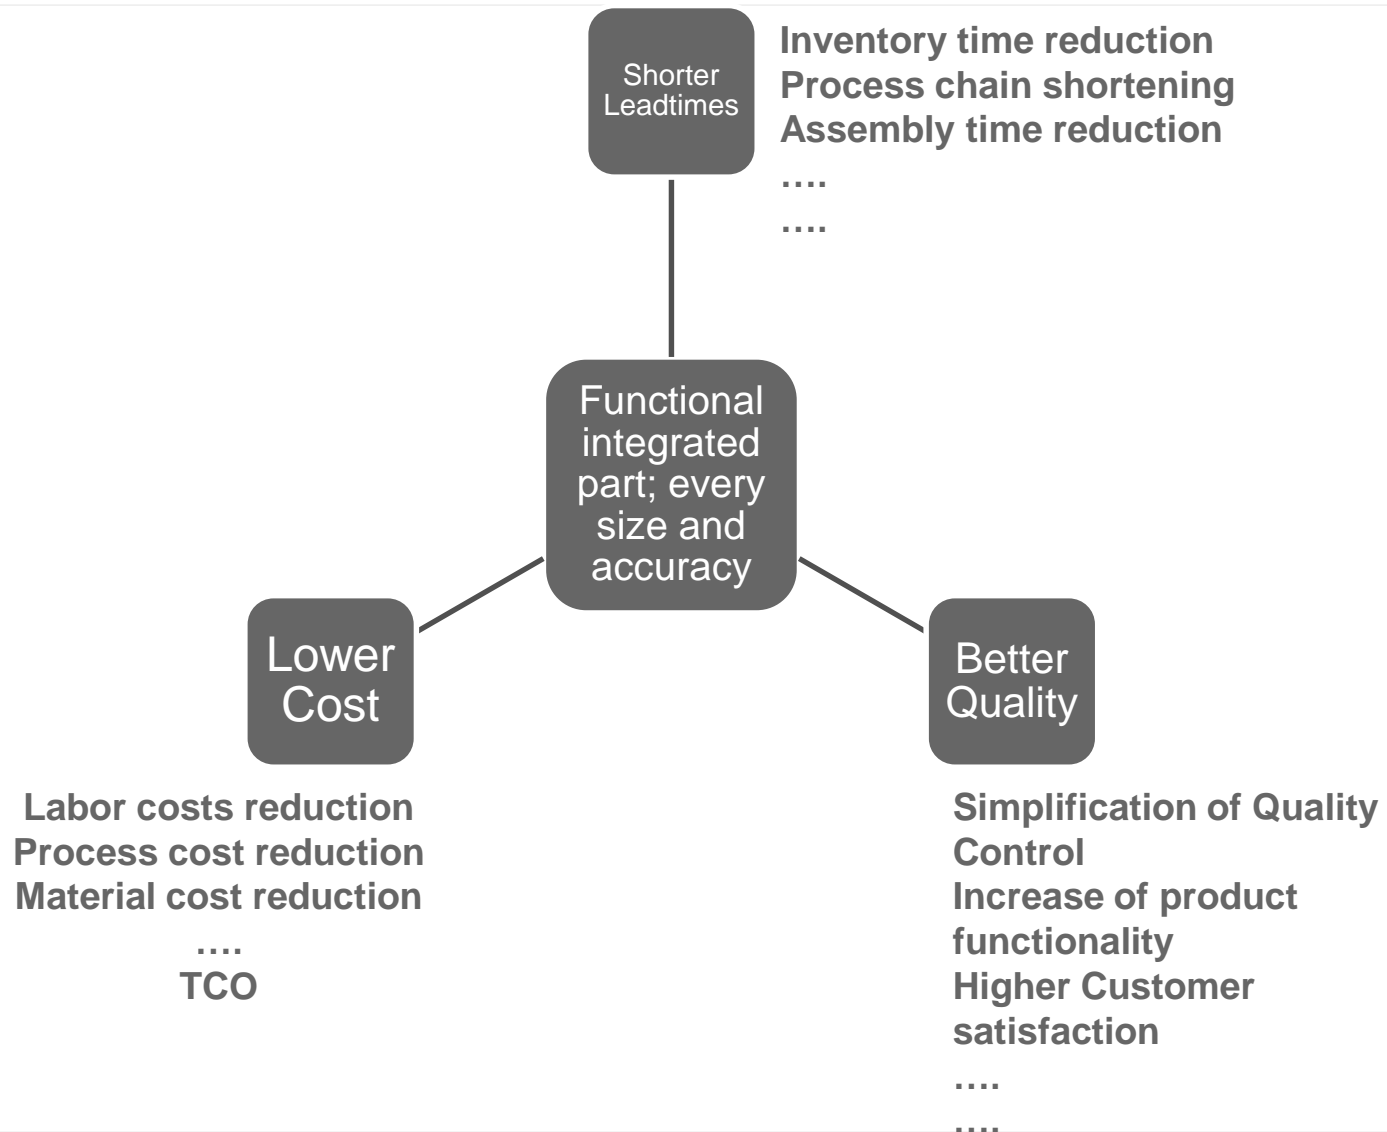 Shorter
Leadtimes
Inventory time reduction
Process chain shortening
Assembly time reduction
….
….
Functional
integrated
part; every
size and
accuracy
Lower
Cost
Better
Quality
Labor costs reduction
Process cost reduction
Material cost reduction
….
TCO
Simplification of Quality
Control
Increase of product
functionality
Higher Customer
satisfaction
….
….